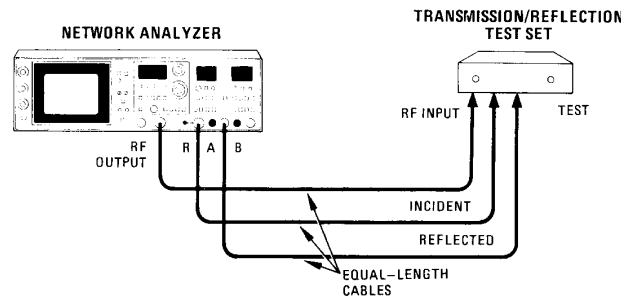 TRANSMISSION/REFLECTION
TEST SET
NETWORK ANALYZER
RF INPUT
TEST
RF
OUTPUT
R
A
B
INCIDENT
REFLECTED
EQUAL-LENGTH
CABLES